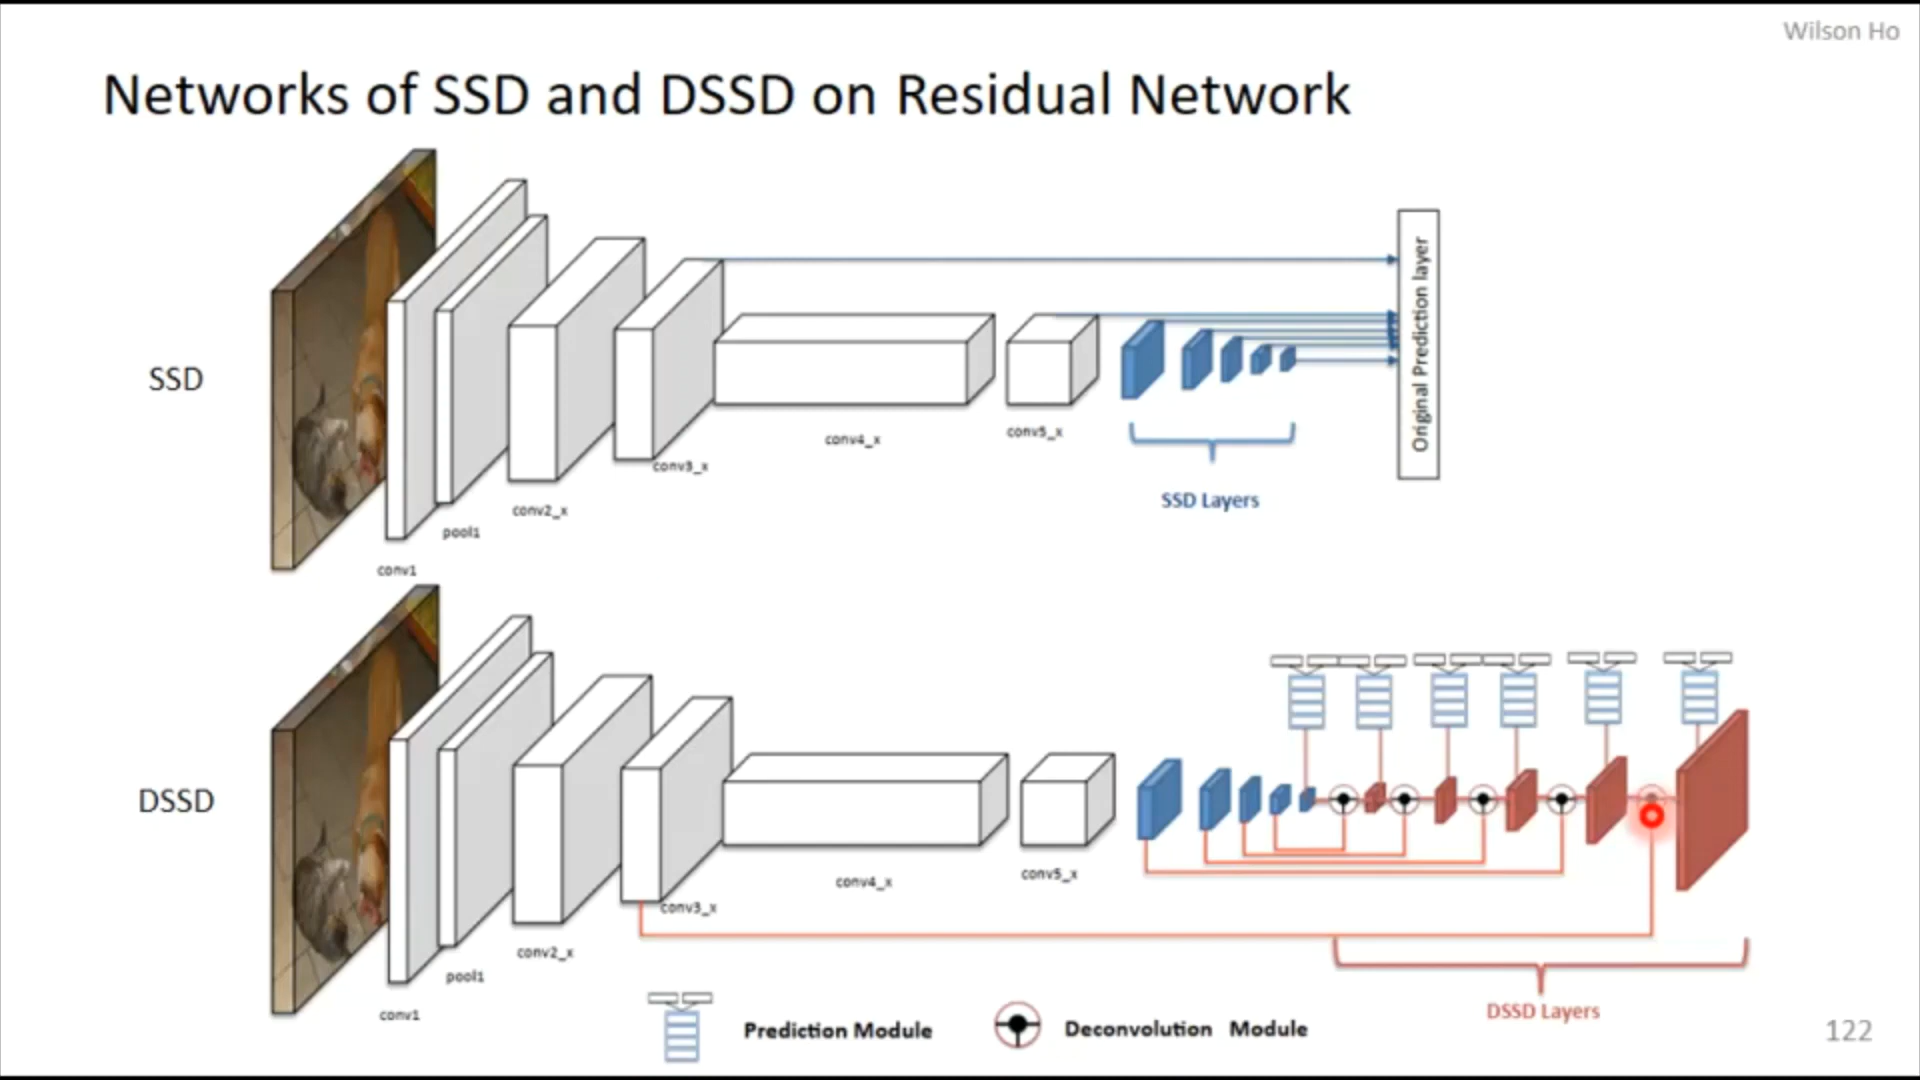 Wilson Ho
Networks of SSD and DSSD on Residual Network
Original Prediction layer
SSD
conv4_x
conv5_x
conv3_x
SSD Layers
conv2_x
pool1
conv1
DSSD
conv4_x
conv5_x
conv3_x
conv2_x
pool1
conv1
DSSD Layers
Prediction Module
Deconvolution Module
122